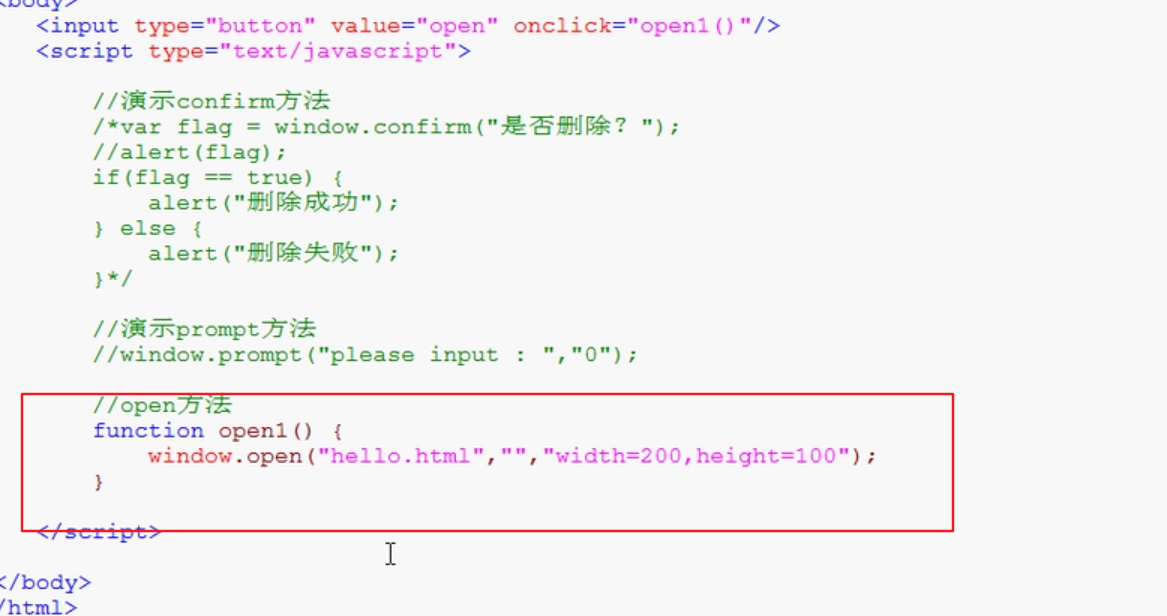 <body>
<input type="button" value="open" onclick="open1()"/>
<script type="text/javascript">
//演示confirm方法
/*var flag = window.confirm("是否删除？");
//alert(flag);
if(flag == true) {
alert("删除成功");
} else {
alert("删除失败");
}*/
//演示prompt方法
//window.prompt("please input : ","0");
//open方法
function open1() {
window.open("hello.html","","width=200,height=100");
}
</script>
</body>
/html>